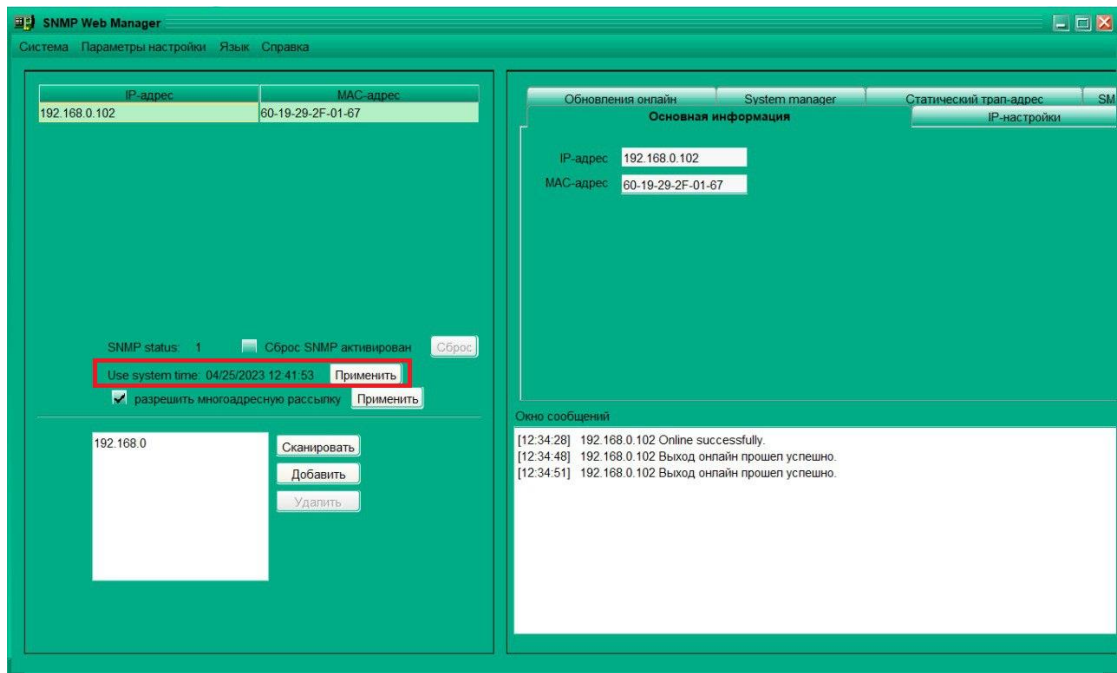 SNMP Web Manager
Система Параметры настройки Язык Справка
IP-адрес MAC-адрес
192.168.0.102 60-19-29-2F-01-67
SNMP status: 1 Сброс SNMP активирован Сброс
Use system time: 04/25/2023 12:41:53 Применить
разрешить многоадресную рассылку Применить
192.168.0
Сканировать
Добавить
Удалить
Обновления онлайн System manager Статический трап-адрес SM
Основная информация IP-настройки
IP-адрес 192.168.0.102
MAC-адрес 60-19-29-2F-01-67
Окно сообщений
[12:34:28] 192.168.0.102 Online successfully.
[12:34:48] 192.168.0.102 Выход онлайн прошел успешно.
[12:34:51] 192.168.0.102 Выход онлайн прошел успешно.